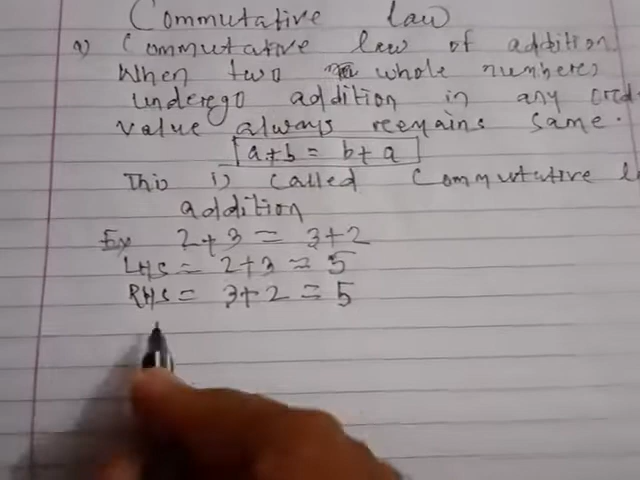 Commutative law
a) Commutative law of addition
When two whole numbers
undergo addition in any ord
value always remains same.
a+b = b+a
This is called Commutative l
addition
Ex 2+3 = 3+2
LHS = 2+3 = 5
RHS = 3+2 = 5